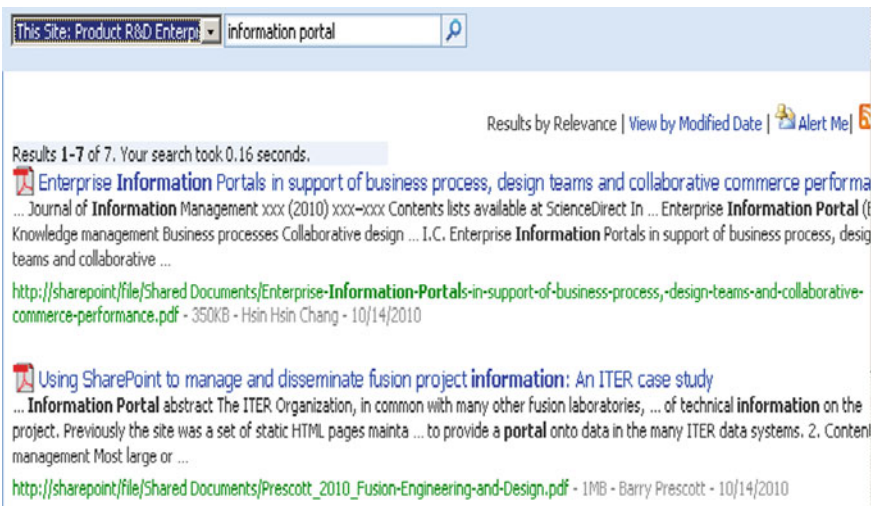 This Site: Product R&D Enterpi information portal
Results by Relevance | View by Modified Date | Alert Me|
Results 1-7 of 7. Your search took 0.16 seconds.
Enterprise Information Portals in support of business process, design teams and collaborative commerce performa
... Journal of Information Management xxx (2010) xxx–xxx Contents lists available at ScienceDirect In ... Enterprise Information Portal (E
Knowledge management Business processes Collaborative design ... I.C. Enterprise Information Portals in support of business process, desig
teams and collaborative ...
http://sharepoint/file/Shared Documents/Enterprise-Information-Portals-in-support-of-business-process,-design-teams-and-collaborative-
commerce-performance.pdf - 350KB - Hsin Hsin Chang - 10/14/2010
Using SharePoint to manage and disseminate fusion project information: An ITER case study
... Information Portal abstract The ITER Organization, in common with many other fusion laboratories, ... of technical information on the
project. Previously the site was a set of static HTML pages mainta ... to provide a portal onto data in the many ITER data systems. 2. Content
management Most large or ...
http://sharepoint/file/Shared Documents/Prescott_2010_Fusion-Engineering-and-Design.pdf - 1MB - Barry Prescott - 10/14/2010